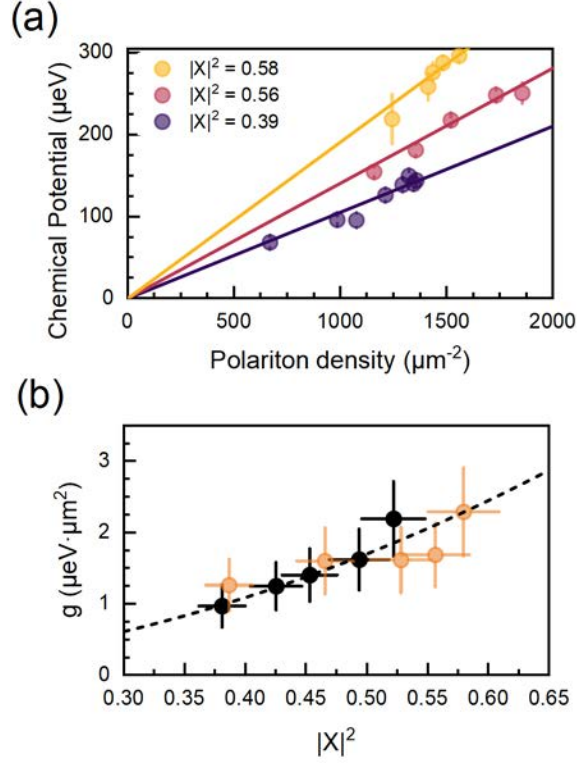 (a)
|X|² = 0.58
|X|² = 0.56
|X|² = 0.39
Chemical Potential (µeV)
300
200
100
0
0 500 1000 1500 2000
Polariton density (µm⁻²)
(b)
g (µeV·µm²)
3
2
1
0
0.30 0.35 0.40 0.45 0.50 0.55 0.60 0.65
|X|²